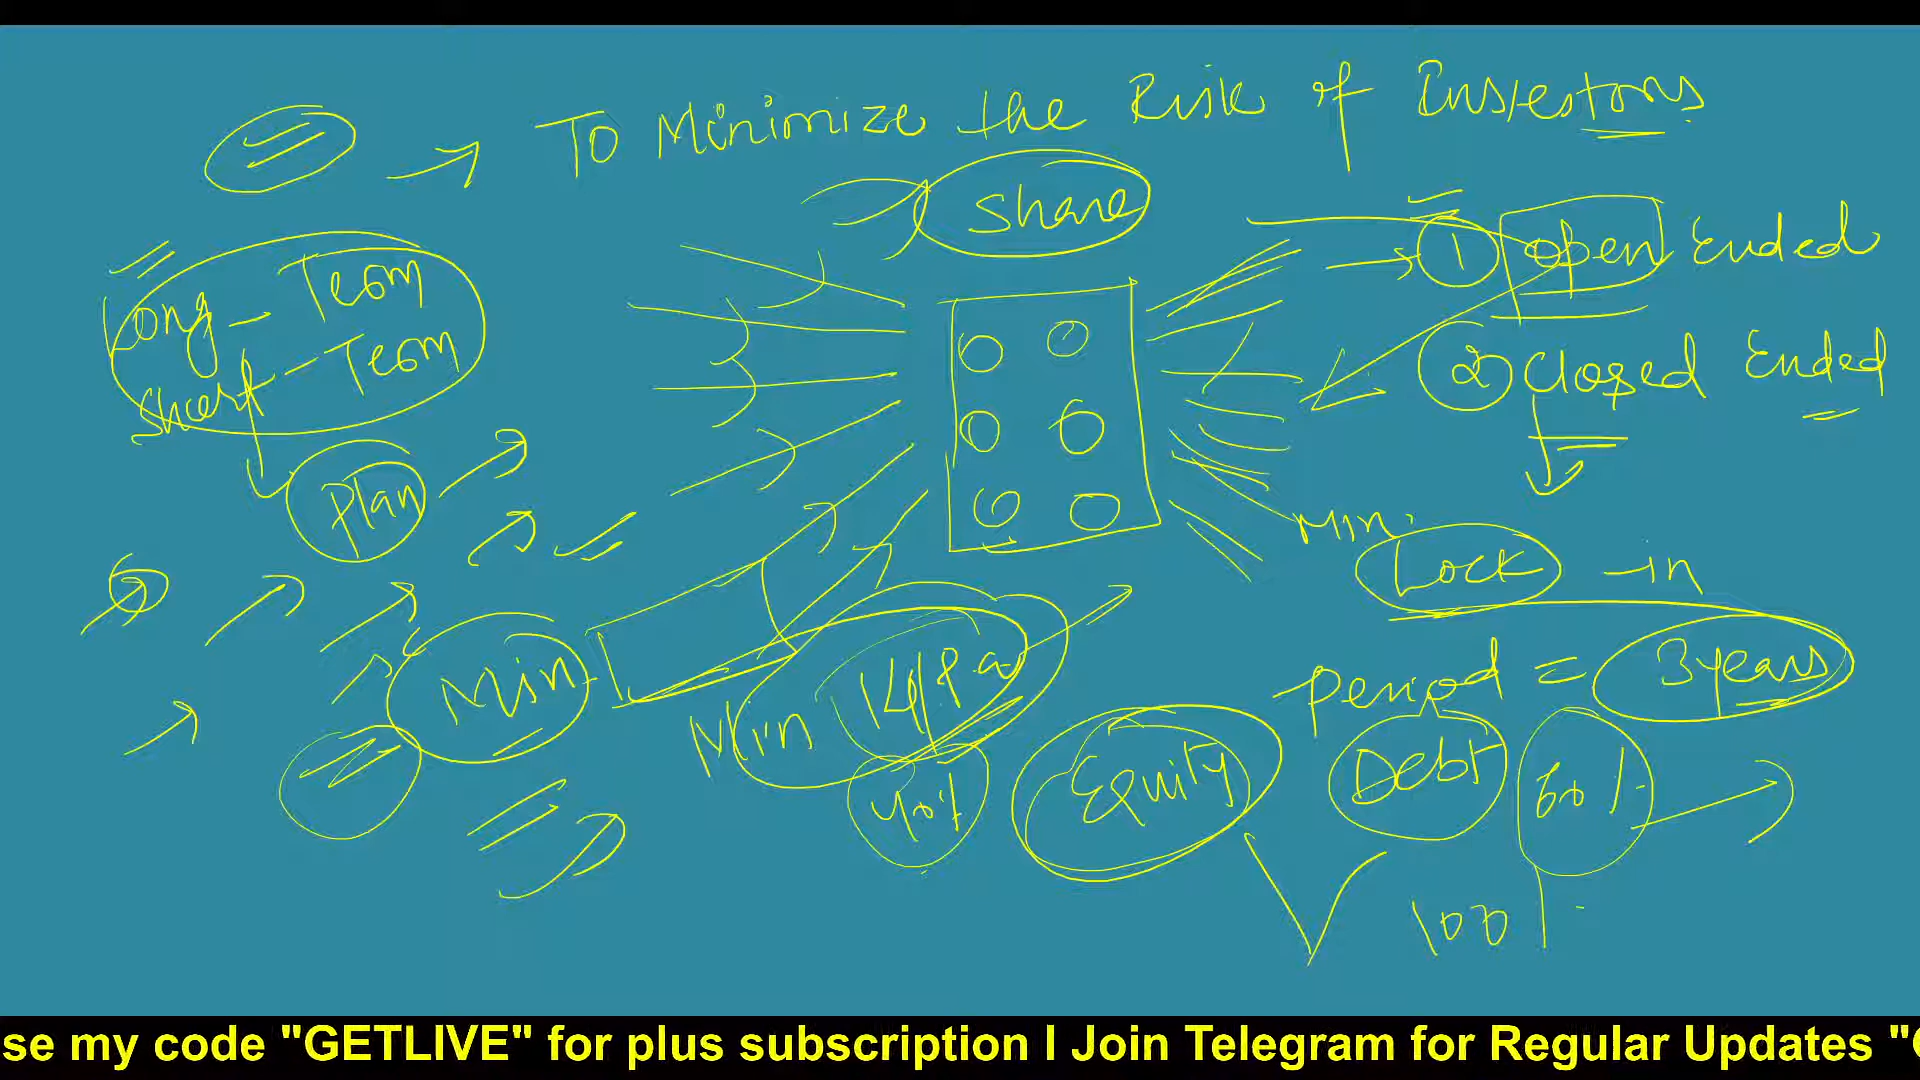 To Minimize the Risk of Investors
Share
1 open Ended
2 Closed Ended
Long - Term
Short - Term
Plan
Min.
Lock - in
Period = 3 years
Min
Min
40%
Equity
Debt
60%
100%
se my code "GETLIVE" for plus subscription I Join Telegram for Regular Updates "